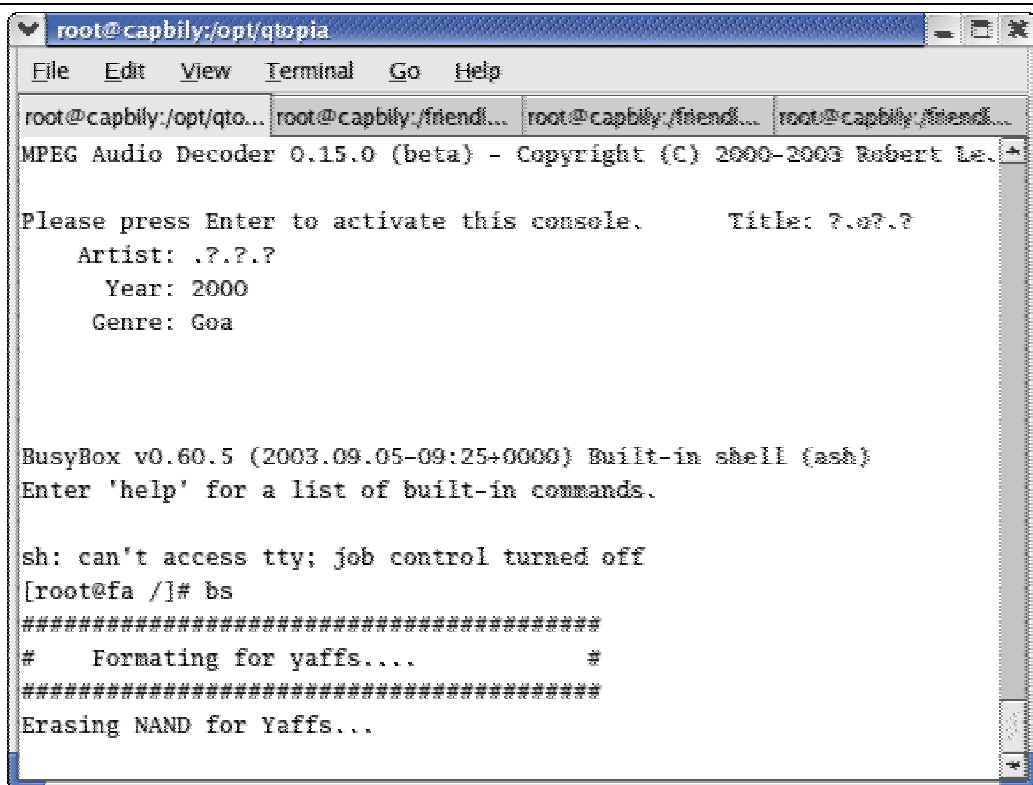 root@capbily:/opt/qtopia
File Edit View Terminal Go Help
root@capbily:/opt/qto... root@capbily:/friendl... root@capbily:/friendl... root@capbily:/friendl...
MPEG Audio Decoder 0.15.0 (beta) - Copyright (C) 2000-2003 Robert Le.
Please press Enter to activate this console. Title: ?.o?.?
Artist: .?.?.?
Year: 2000
Genre: Goa
BusyBox v0.60.5 (2003.09.05-09:25+0000) Built-in shell (ash)
Enter 'help' for a list of built-in commands.
sh: can't access tty; job control turned off
[root@fa /]# bs
#########################################
# Formating for yaffs.... #
#########################################
Erasing NAND for Yaffs...